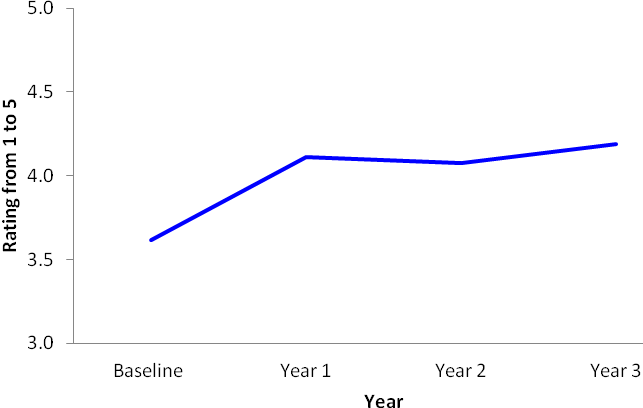 5.0
4.5
4.0
3.5
3.0
Rating from 1 to 5
Baseline Year 1 Year 2 Year 3
Year